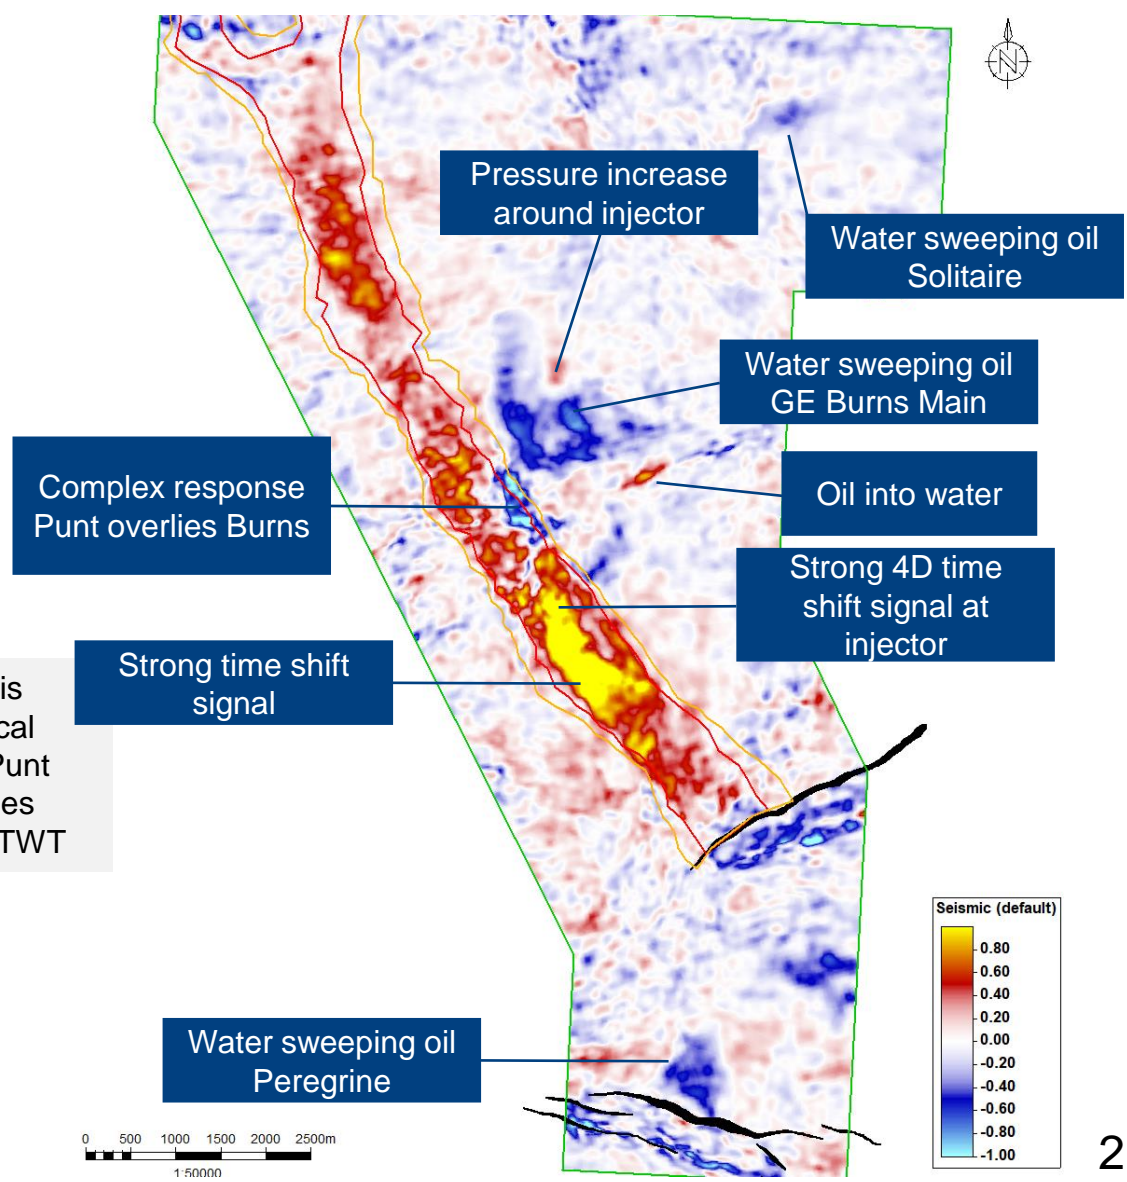 N
Pressure increase
around injector
Water sweeping oil
Solitaire
Water sweeping oil
GE Burns Main
Complex response
Punt overlies Burns
Oil into water
Strong 4D time
shift signal at
injector
Strong time shift
signal
is
cal
Punt
es
TWT
Water sweeping oil
Peregrine
Seismic (default)
0.80
0.60
0.40
0.20
0.00
-0.20
-0.40
-0.60
-0.80
-1.00
0 500 1000 1500 2000 2500m
1:50000
2